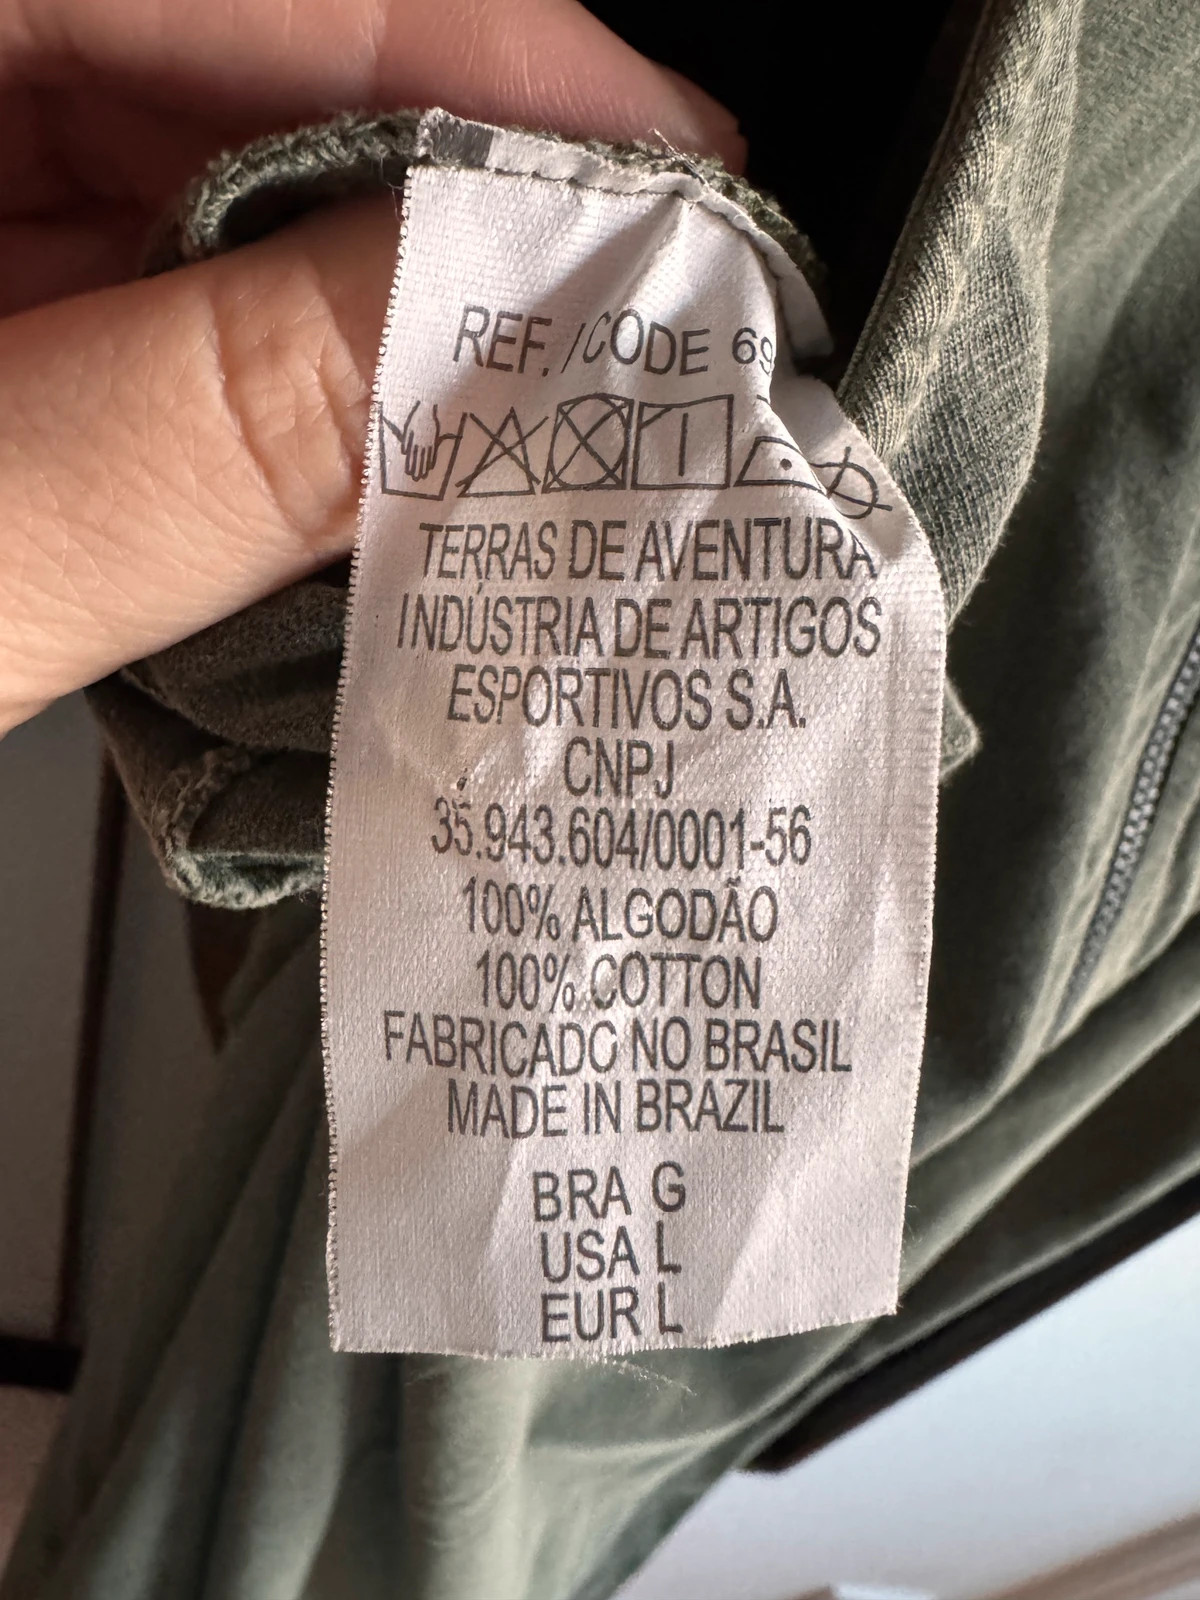 REF. /CODE 69
TERRAS DE AVENTURA
INDÚSTRIA DE ARTIGOS
ESPORTIVOS S.A.
CNPJ
35.943.604/0001-56
100% ALGODÃO
100% COTTON
FABRICADO NO BRASIL
MADE IN BRAZIL
BRA G
USA L
EUR L